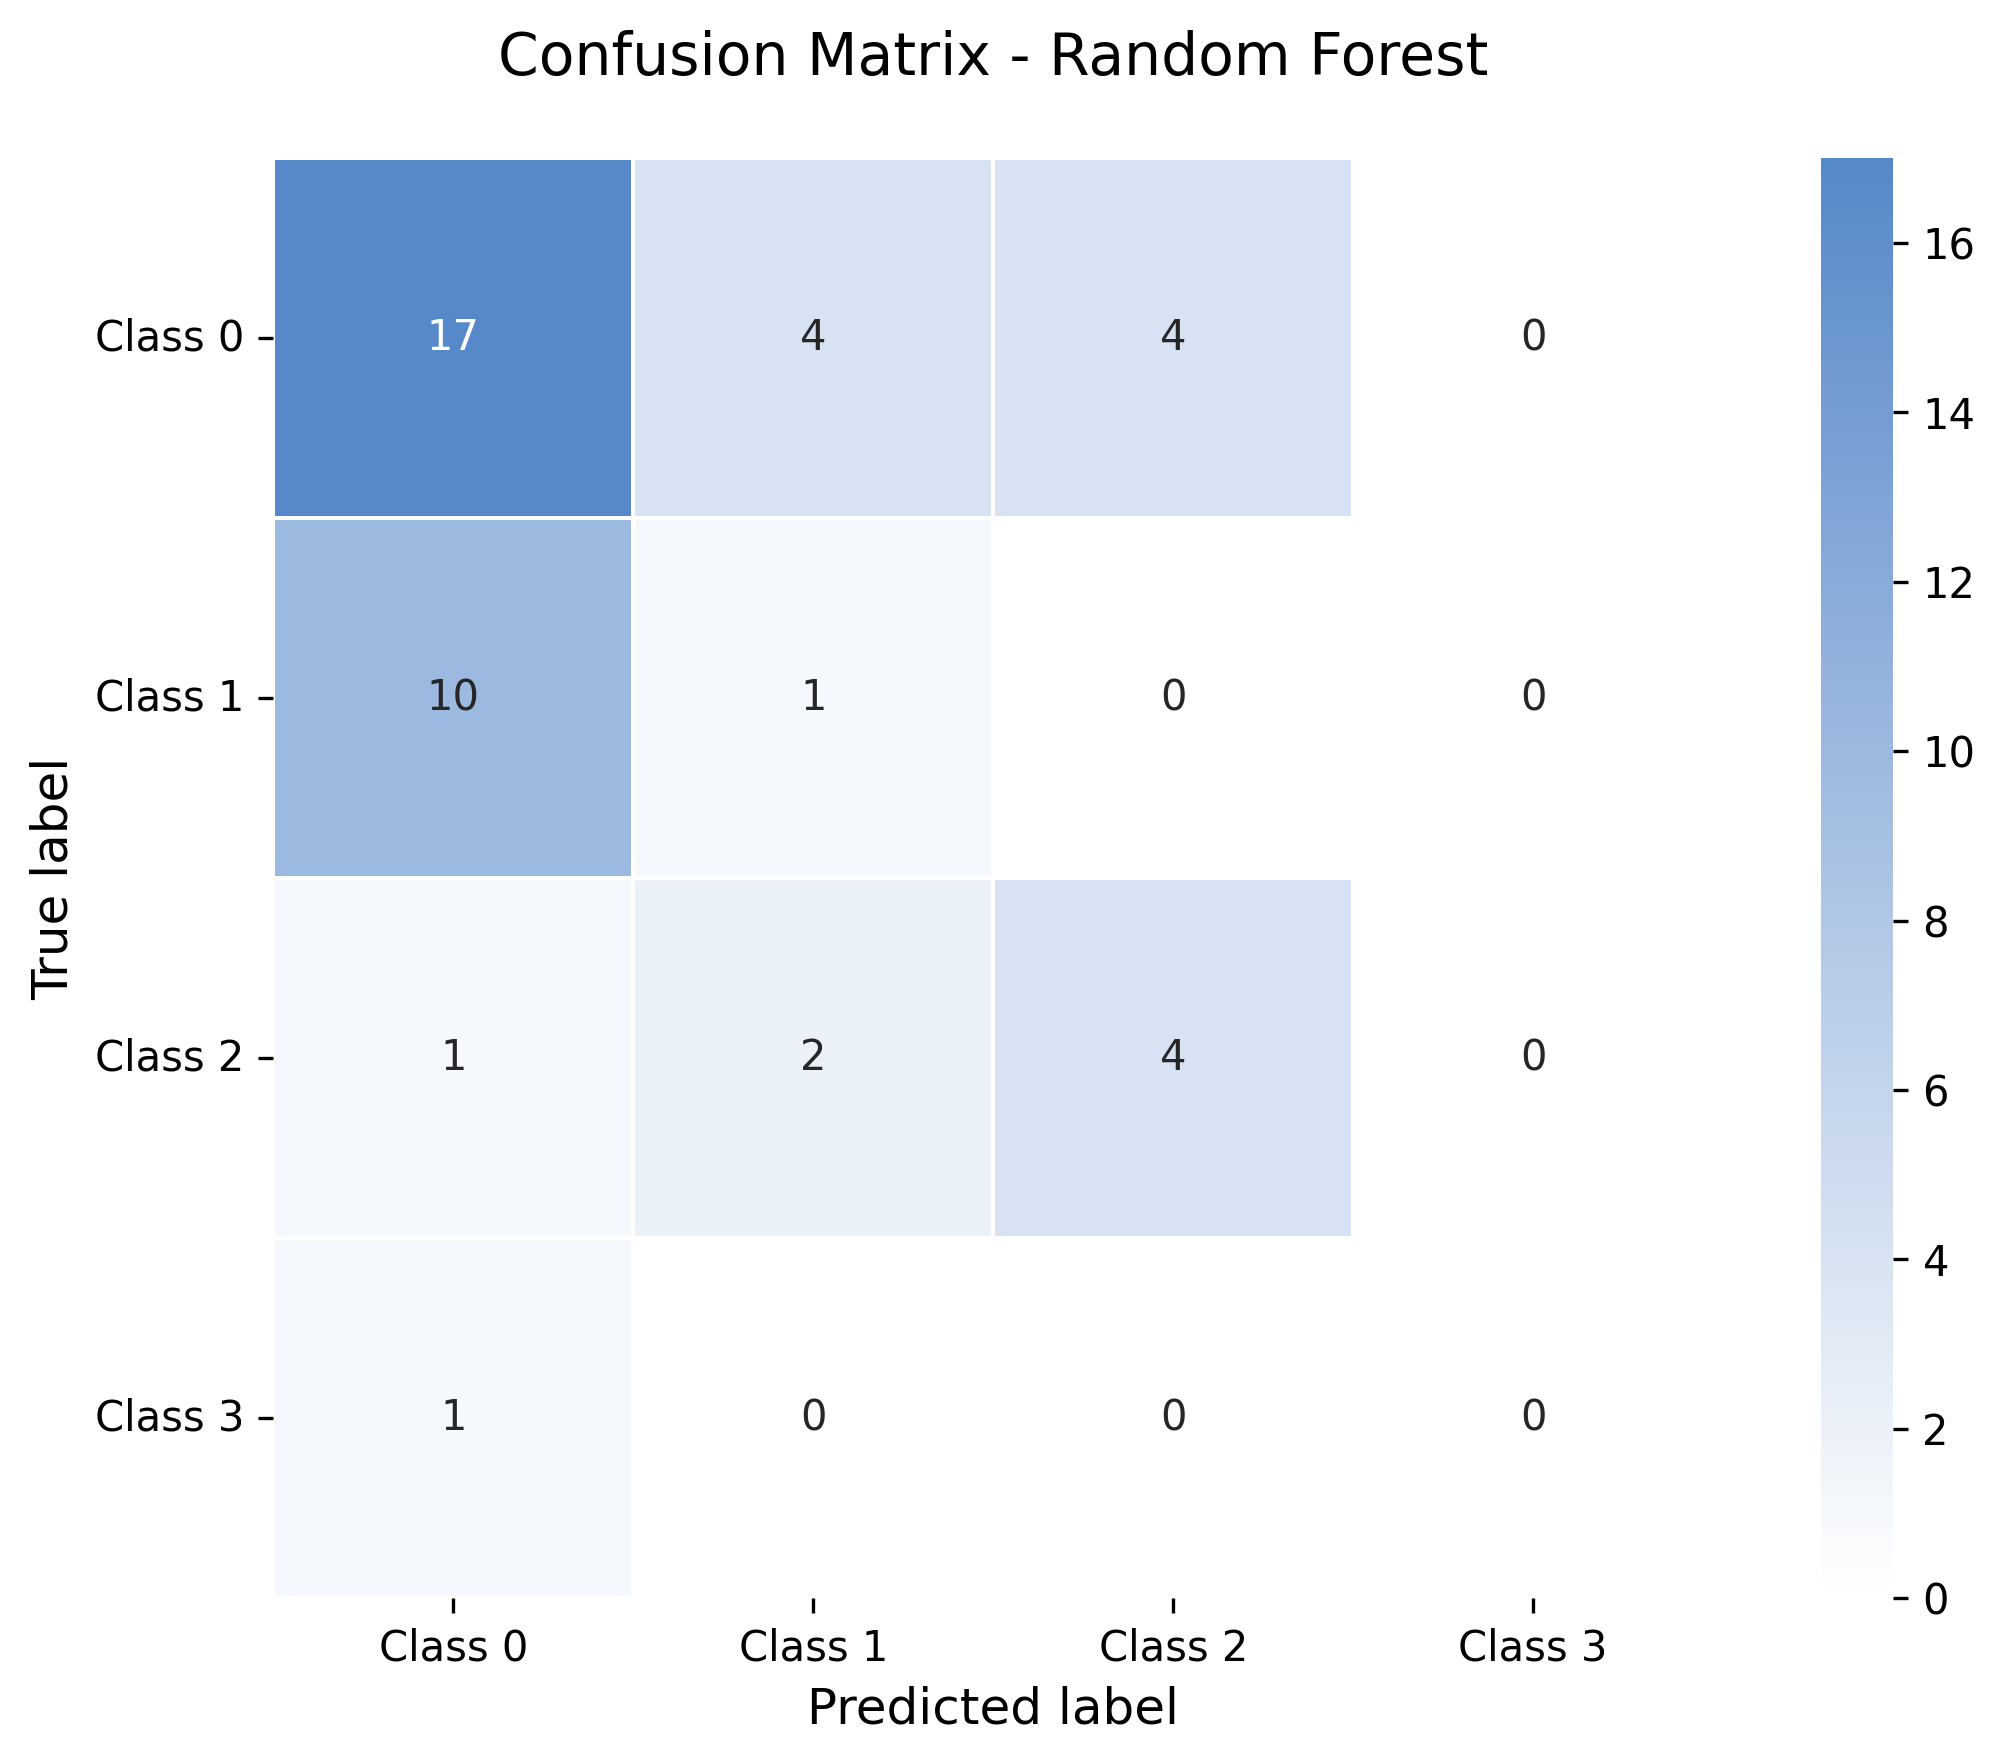 Confusion Matrix - Random Forest
Class 0 17 4 4 0
Class 1 10 1 0 0
Class 2 1 2 4 0
Class 3 1 0 0 0
Class 0 Class 1 Class 2 Class 3
Predicted label
True label
16
14
12
10
8
6
4
2
0